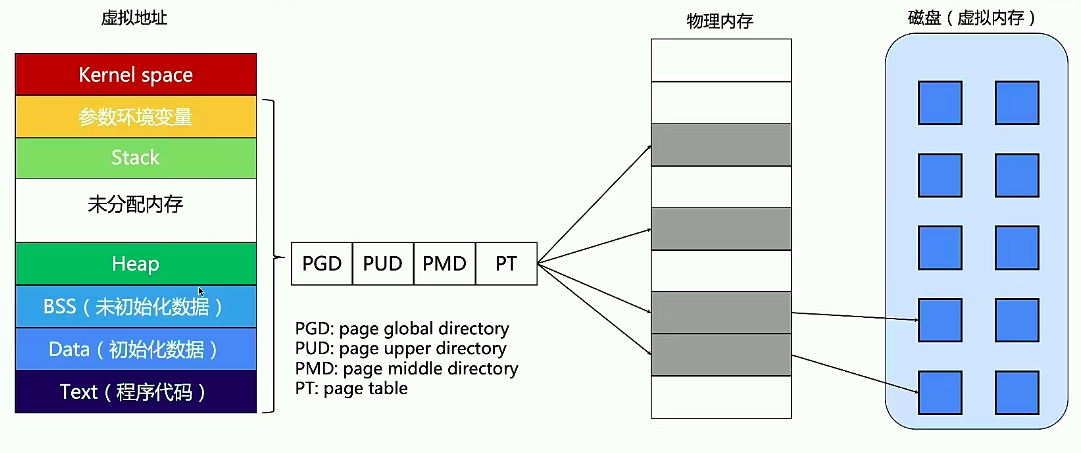 虚拟地址
Kernel space
参数环境变量
Stack
未分配内存
Heap
BSS（未初始化数据）
Data（初始化数据）
Text（程序代码）
PGD PUD PMD PT
PGD: page global directory
PUD: page upper directory
PMD: page middle directory
PT: page table
物理内存
磁盘（虚拟内存）